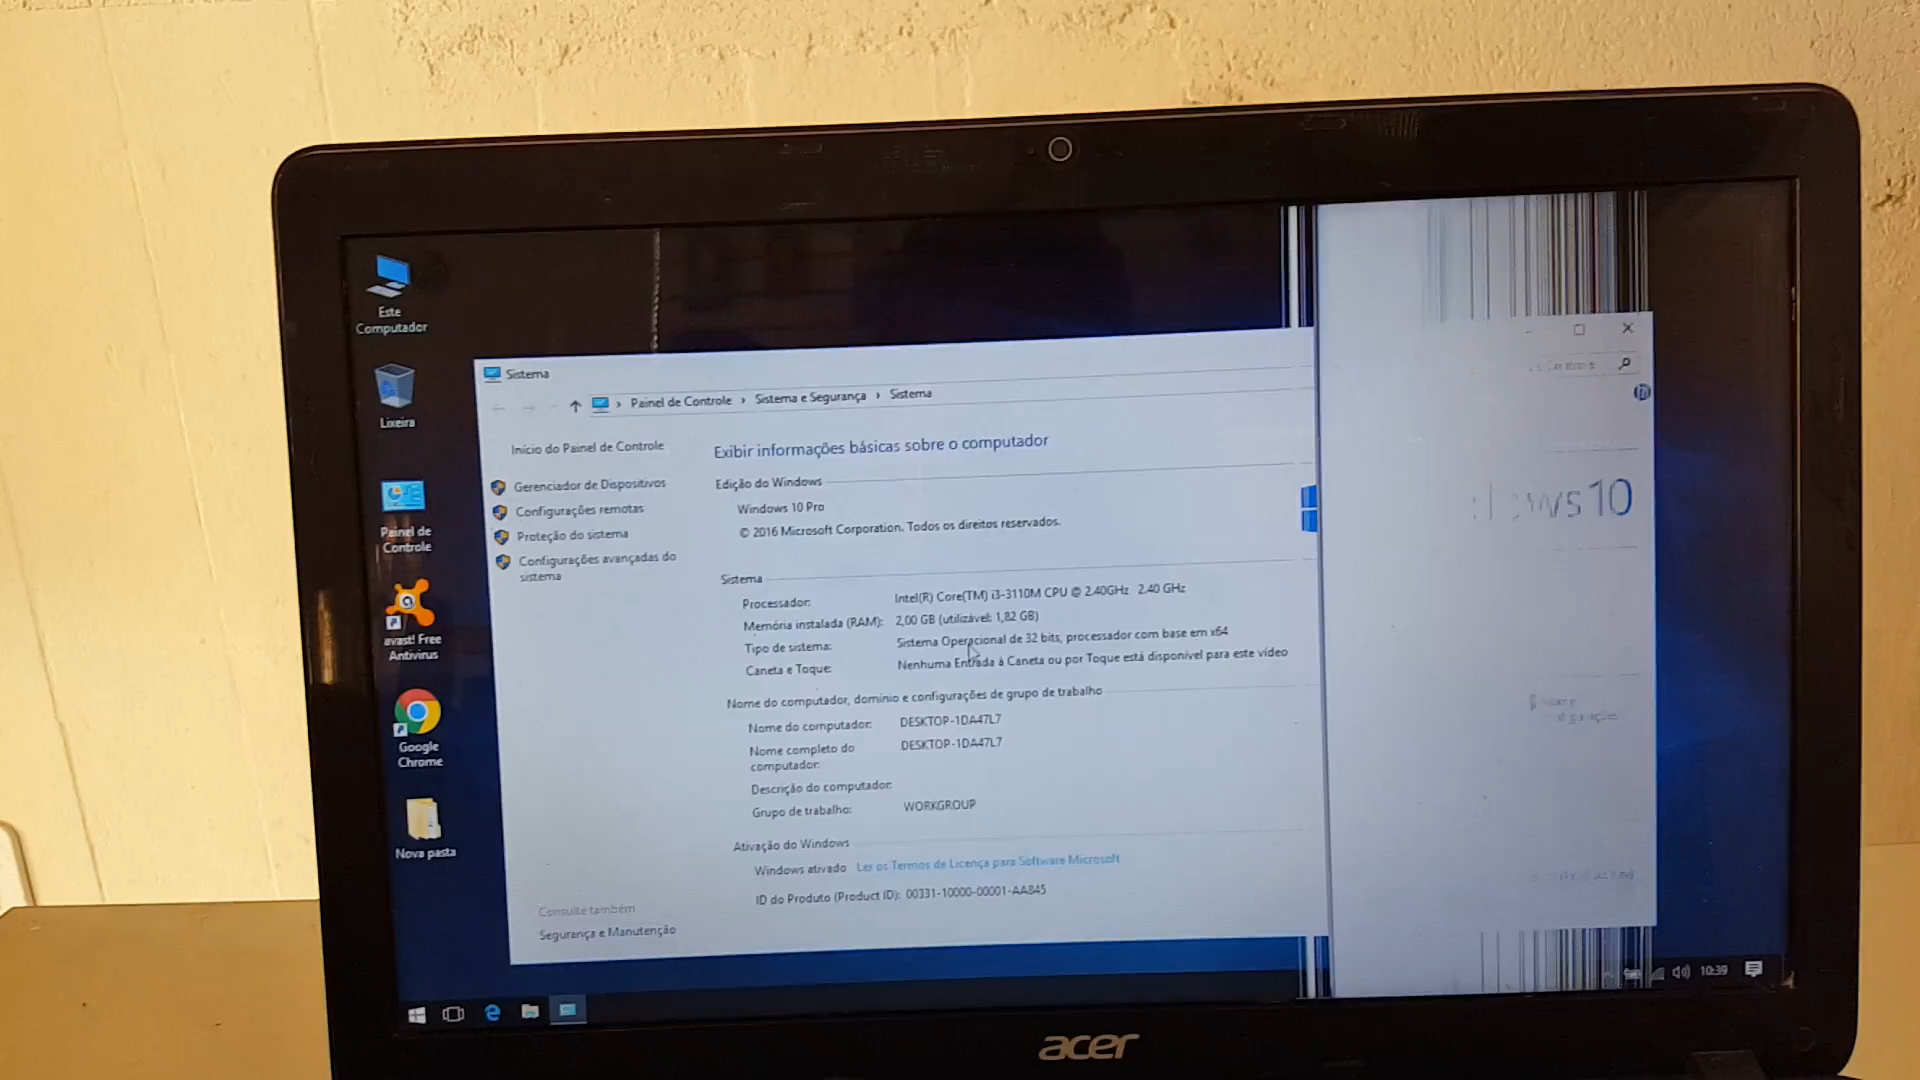 Este
Computador
Lixeira
Painel de
Controle
avast! Free
Antivirus
Google
Chrome
Nova pasta
Sistema
Painel de Controle › Sistema e Segurança › Sistema
Início do Painel de Controle
Gerenciador de Dispositivos
Configurações remotas
Proteção do sistema
Configurações avançadas do
sistema
Consulte também
Segurança e Manutenção
Exibir informações básicas sobre o computador
Edição do Windows
Windows 10 Pro
© 2016 Microsoft Corporation. Todos os direitos reservados.
Sistema
Processador: Intel(R) Core(TM) i3-3110M CPU @ 2.40GHz 2.40 GHz
Memória instalada (RAM): 2,00 GB (utilizável: 1,82 GB)
Tipo de sistema: Sistema Operacional de 32 bits, processador com base em x64
Caneta e Toque: Nenhuma Entrada à Caneta ou por Toque está disponível para este vídeo
Nome do computador, domínio e configurações de grupo de trabalho
Nome do computador: DESKTOP-1DA47L7
Nome completo do DESKTOP-1DA47L7
computador:
Descrição do computador:
Grupo de trabalho: WORKGROUP
Ativação do Windows
Windows ativado Ler os Termos de Licença para Software Microsoft
ID do Produto (Product ID): 00331-10000-00001-AA845
10
10:39
acer